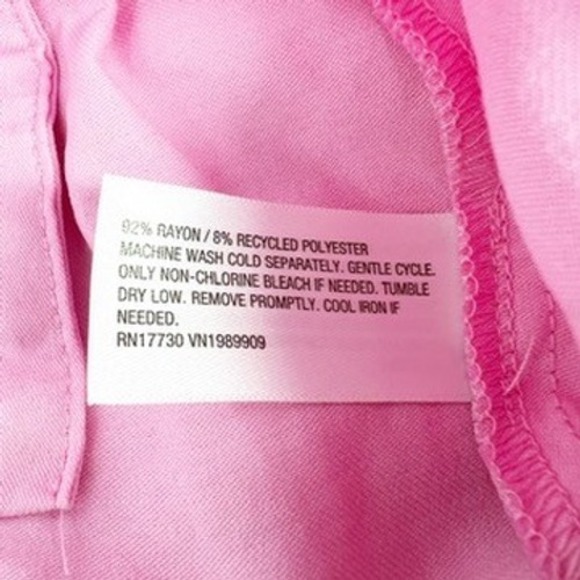 92% RAYON / 8% RECYCLED POLYESTER
MACHINE WASH COLD SEPARATELY. GENTLE CYCLE.
ONLY NON-CHLORINE BLEACH IF NEEDED. TUMBLE
DRY LOW. REMOVE PROMPTLY. COOL IRON IF
NEEDED.
RN17730 VN1989909